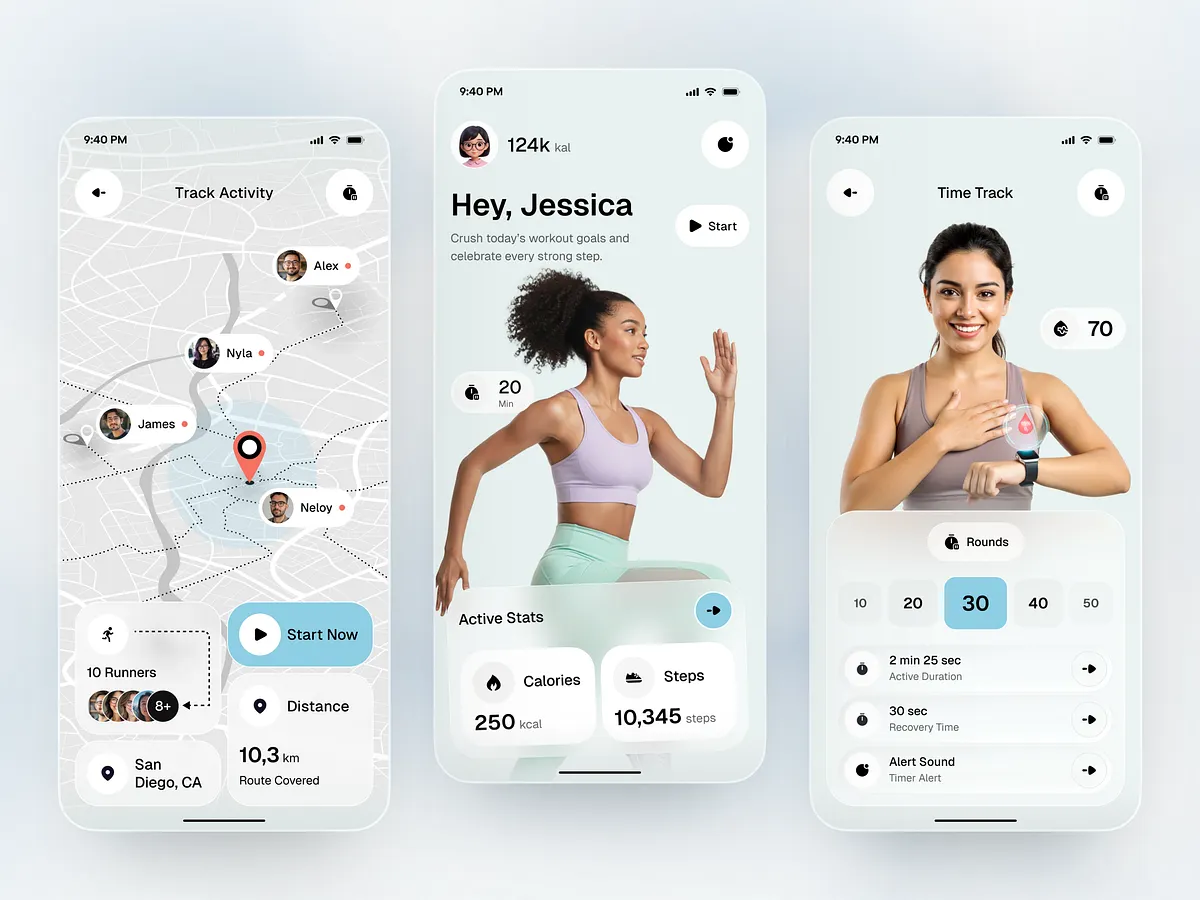 9:40 PM
Track Activity
Alex
Nyla
James
Neloy
10 Runners
8+
San
Diego, CA
Start Now
Distance
10,3 km
Route Covered
9:40 PM
124k kal
Hey, Jessica
Crush today's workout goals and
celebrate every strong step.
Start
20
Min
Active Stats
Calories
250 kcal
Steps
10,345 steps
9:40 PM
Time Track
70
Rounds
10 20 30 40 50
2 min 25 sec
Active Duration
30 sec
Recovery Time
Alert Sound
Timer Alert